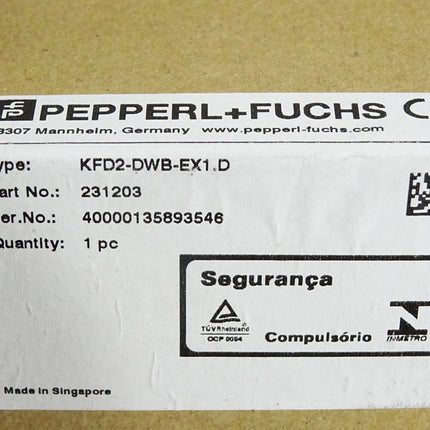 PEPPERL+FUCHS C
8307 Mannheim, Germany www.pepperl-fuchs.com
ype: KFD2-DWB-EX1.D
art No.: 231203
er.No.: 40000135893546
Quantity: 1 pc
Segurança
TÜVRheinland
OCP 0094
Compulsório
INMETRO
Made in Singapore